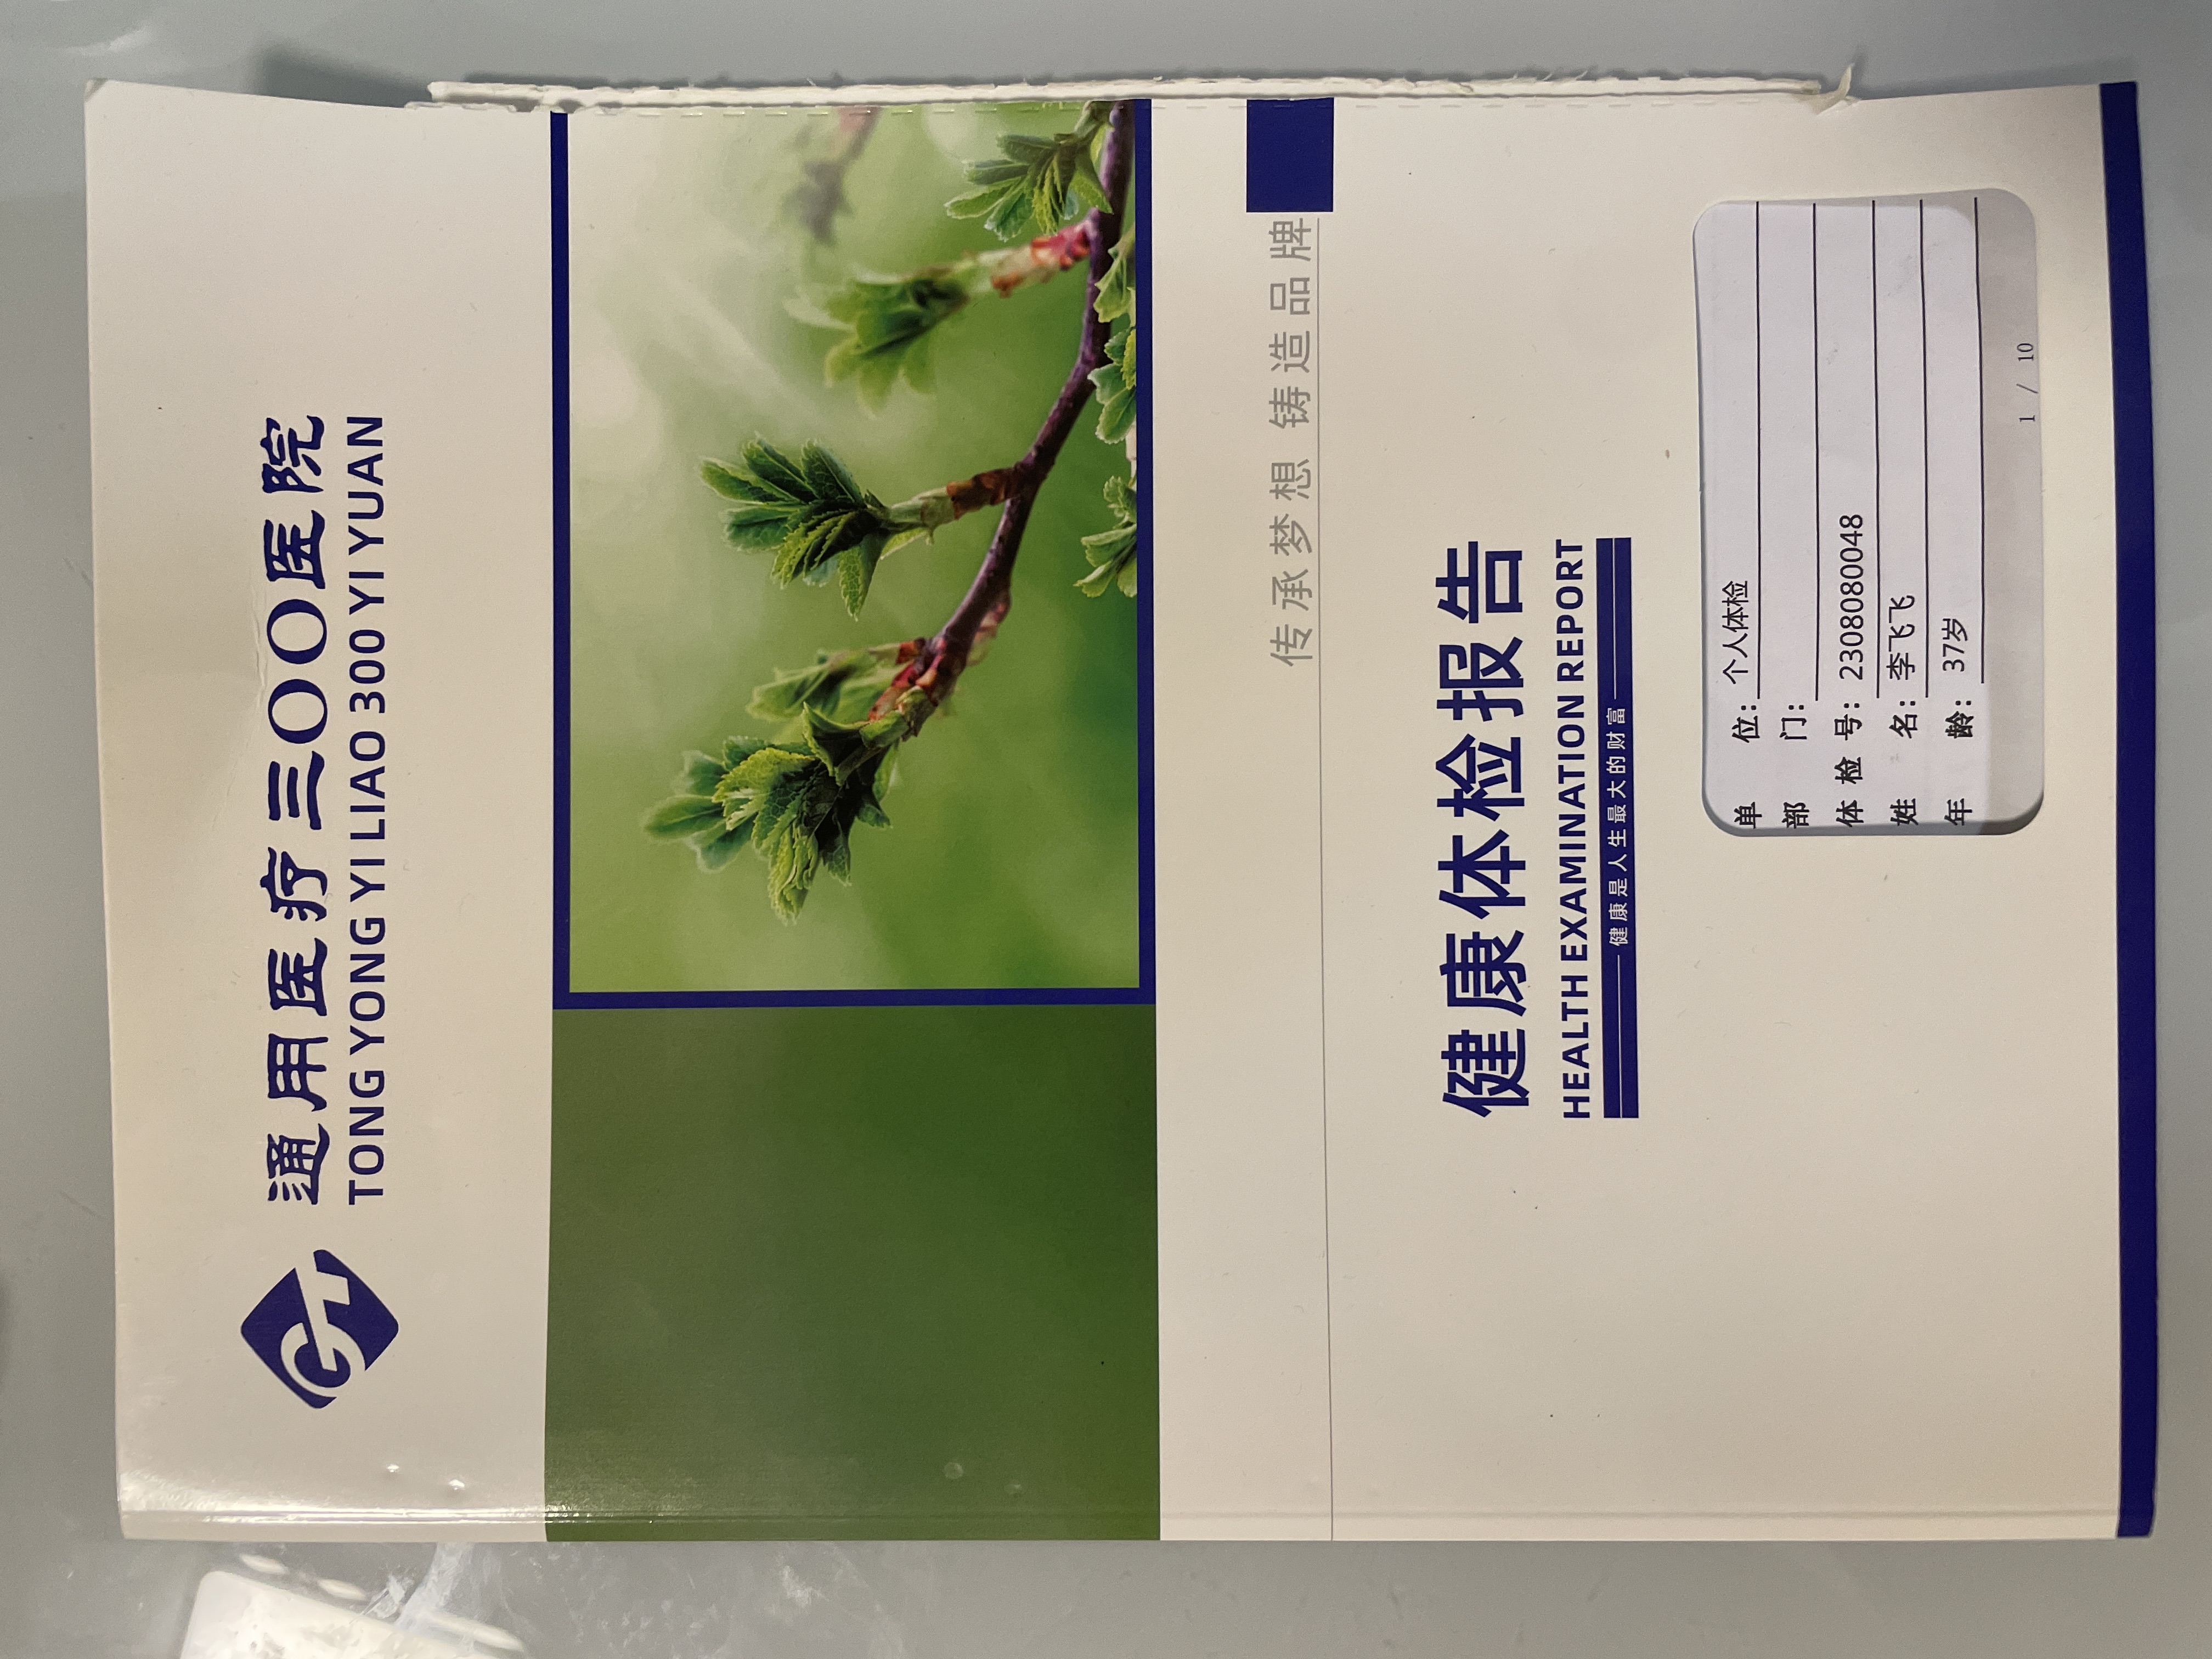 通用医疗三〇〇医院
TONG YONG YI LIAO 300 YI YUAN
传承梦想 铸造品牌
健康体检报告
HEALTH EXAMINATION REPORT
健康是人生最大的财富
单 位: 个人体检
部 门:
体 检 号: 2308080048
姓 名: 李飞飞
年 龄: 37岁
1 / 10